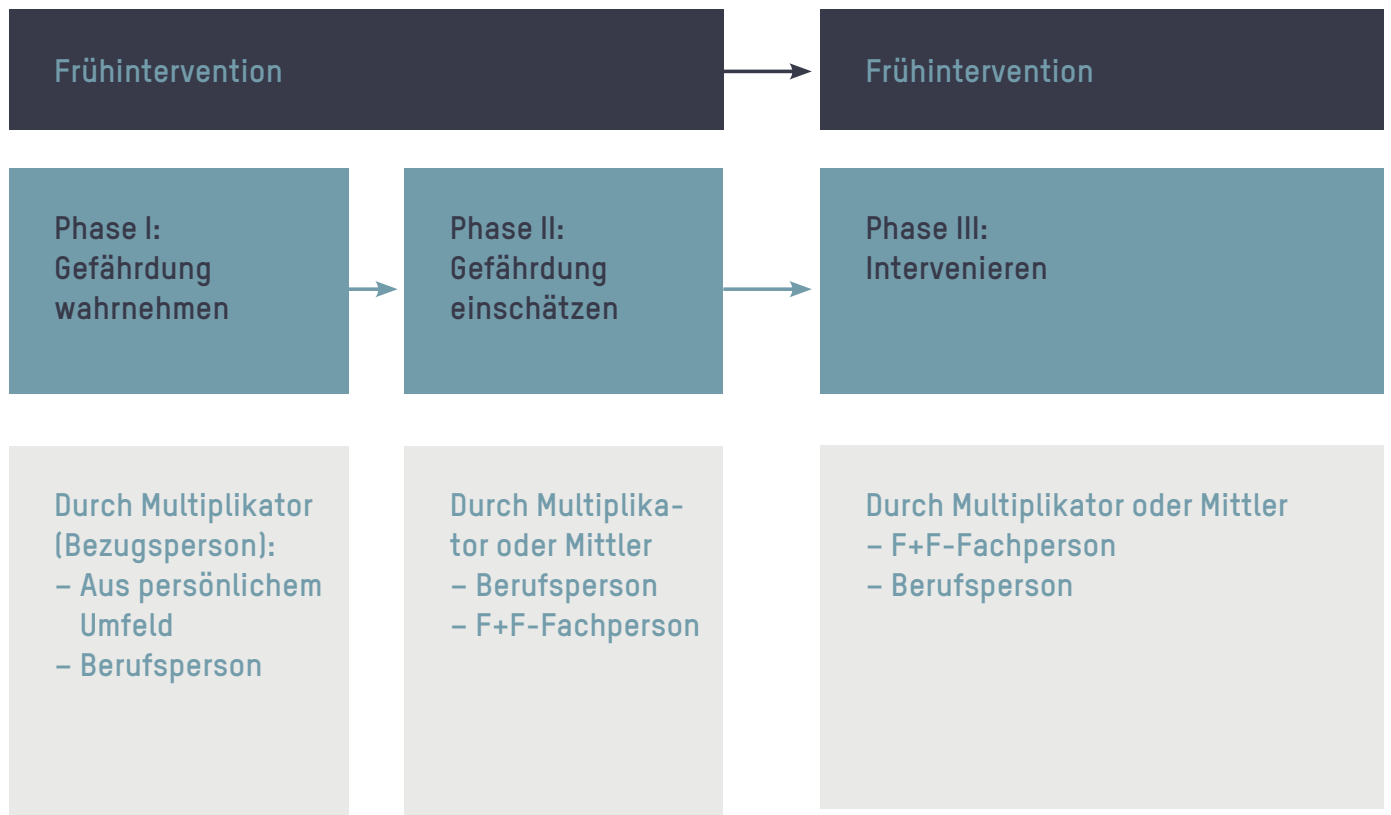 Frühintervention
Frühintervention
Phase I:
Gefährdung
wahrnehmen
Phase II:
Gefährdung
einschätzen
Phase III:
Intervenieren
Durch Multiplikator
(Bezugsperson):
– Aus persönlichem
Umfeld
– Berufsperson
Durch Multiplika-
tor oder Mittler
– Berufsperson
– F+F-Fachperson
Durch Multiplikator oder Mittler
– F+F-Fachperson
– Berufsperson